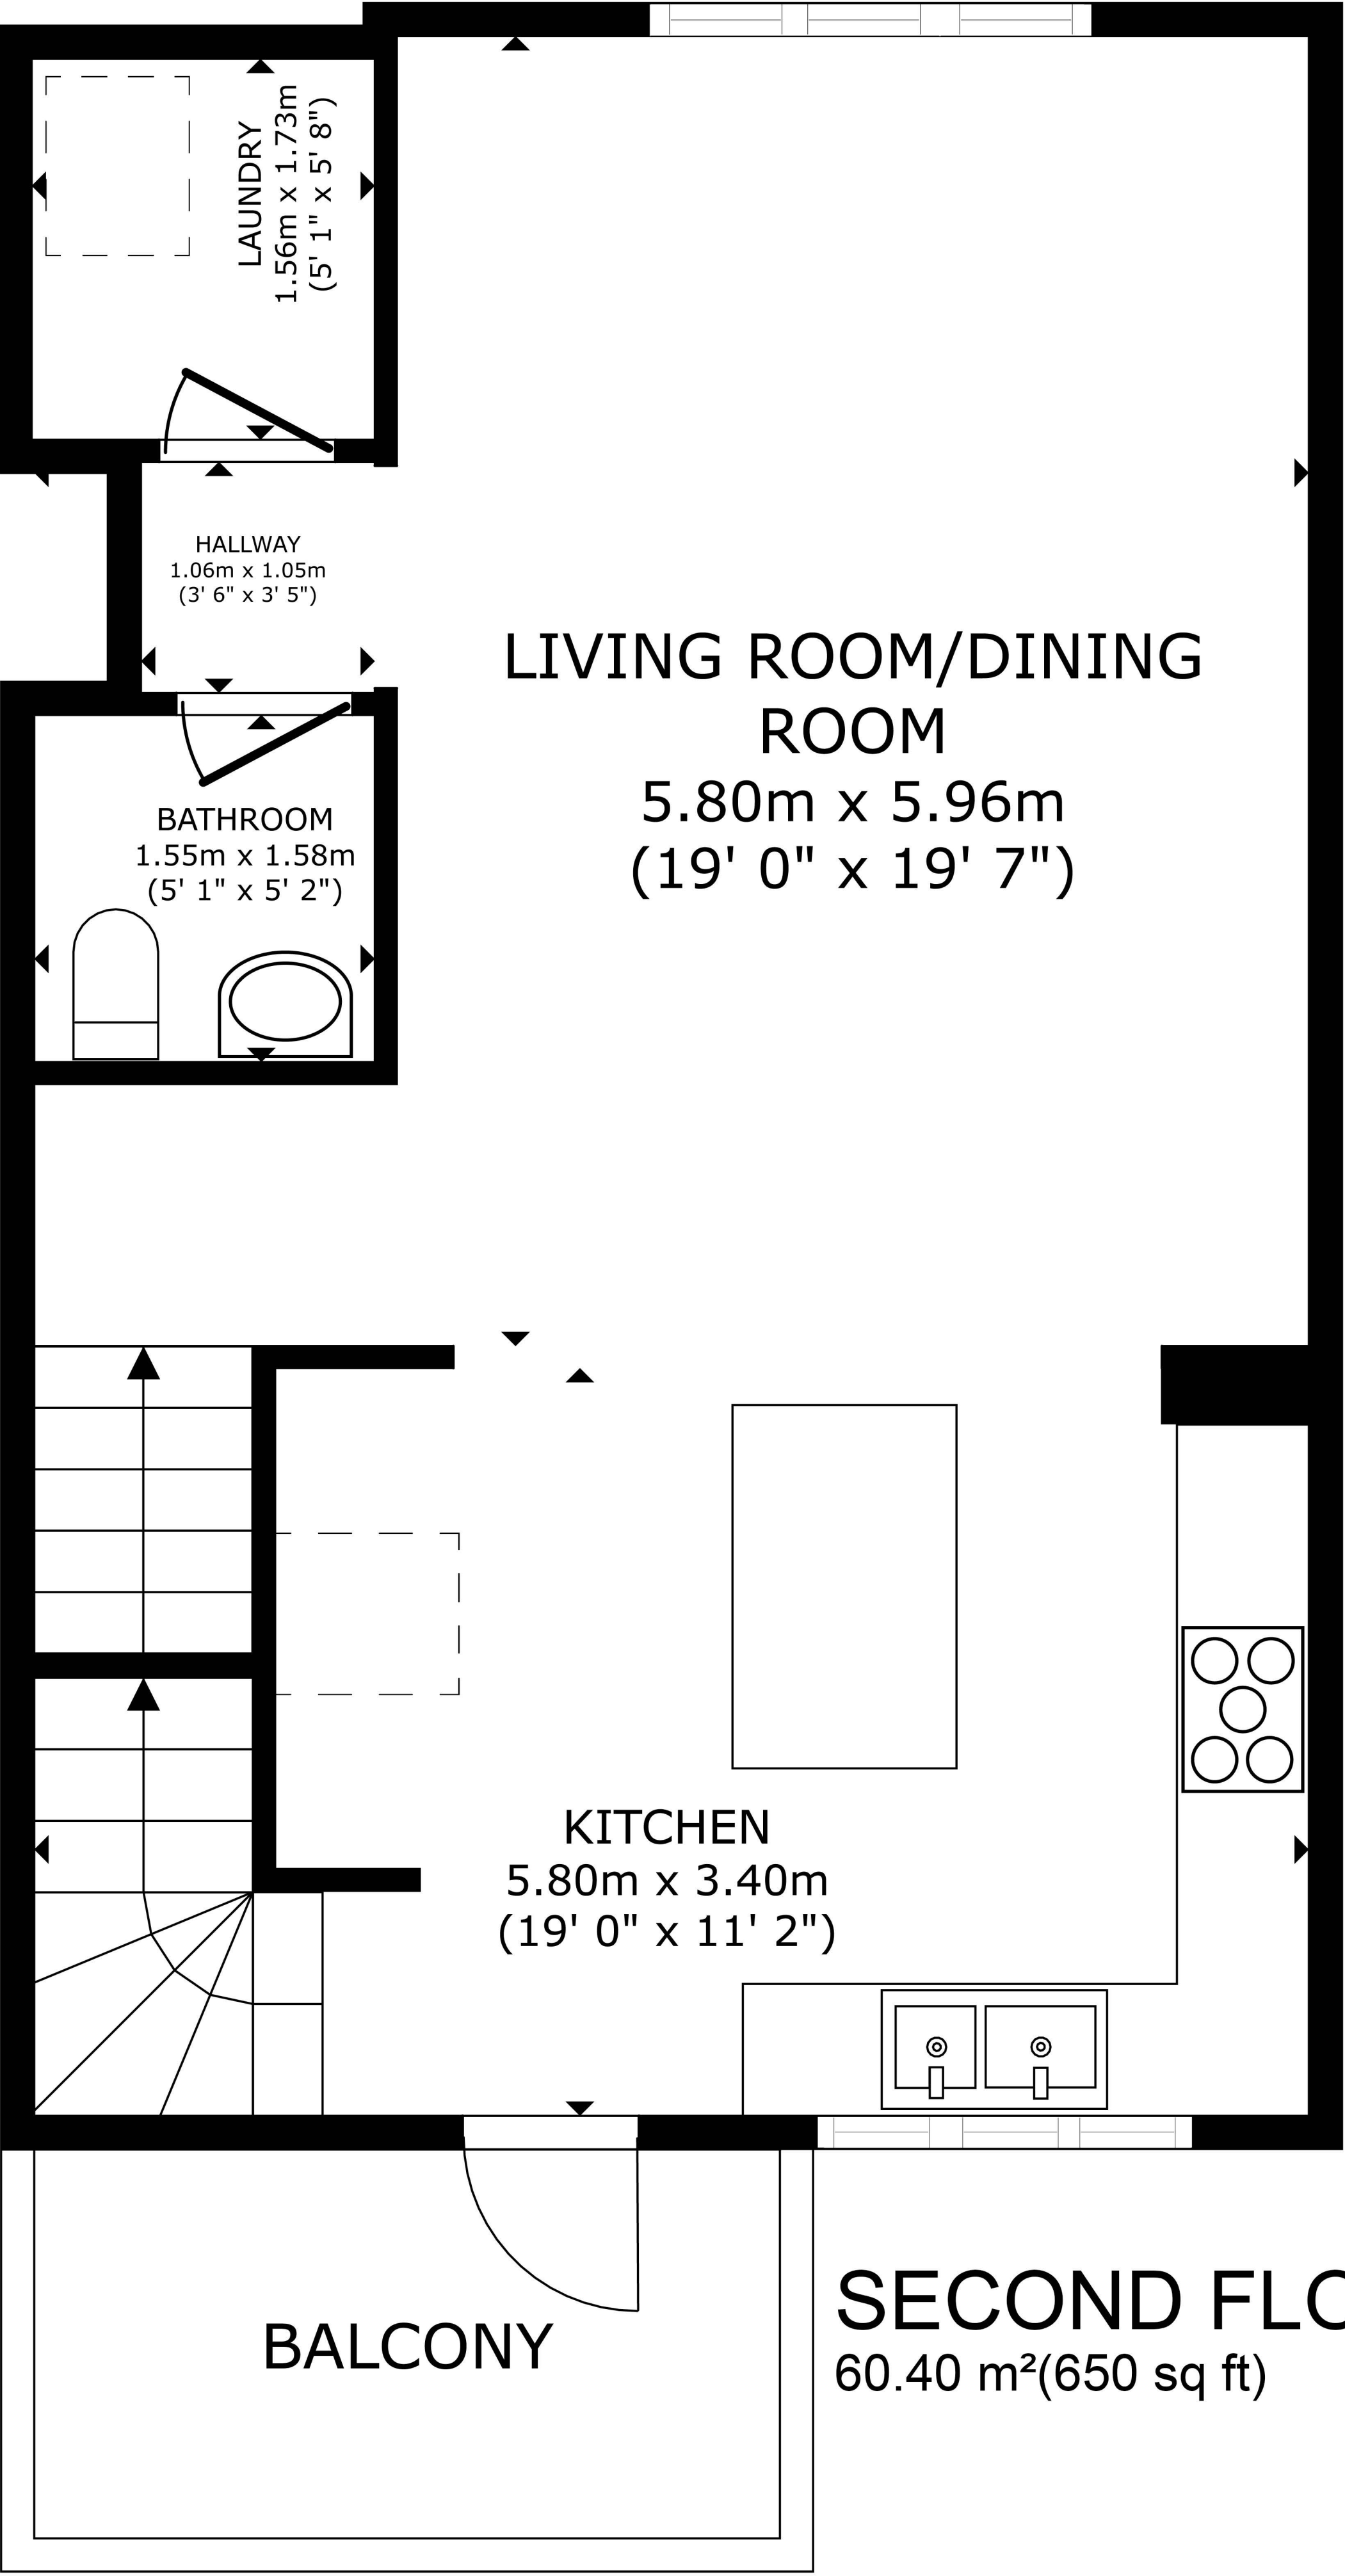 LAUNDRY
1.56m x 1.73m
(5' 1" x 5' 8")
HALLWAY
1.06m x 1.05m
(3' 6" x 3' 5")
LIVING ROOM/DINING
ROOM
5.80m x 5.96m
(19' 0" x 19' 7")
BATHROOM
1.55m x 1.58m
(5' 1" x 5' 2")
KITCHEN
5.80m x 3.40m
(19' 0" x 11' 2")
BALCONY
SECOND
60.40 m²(650 sq ft)